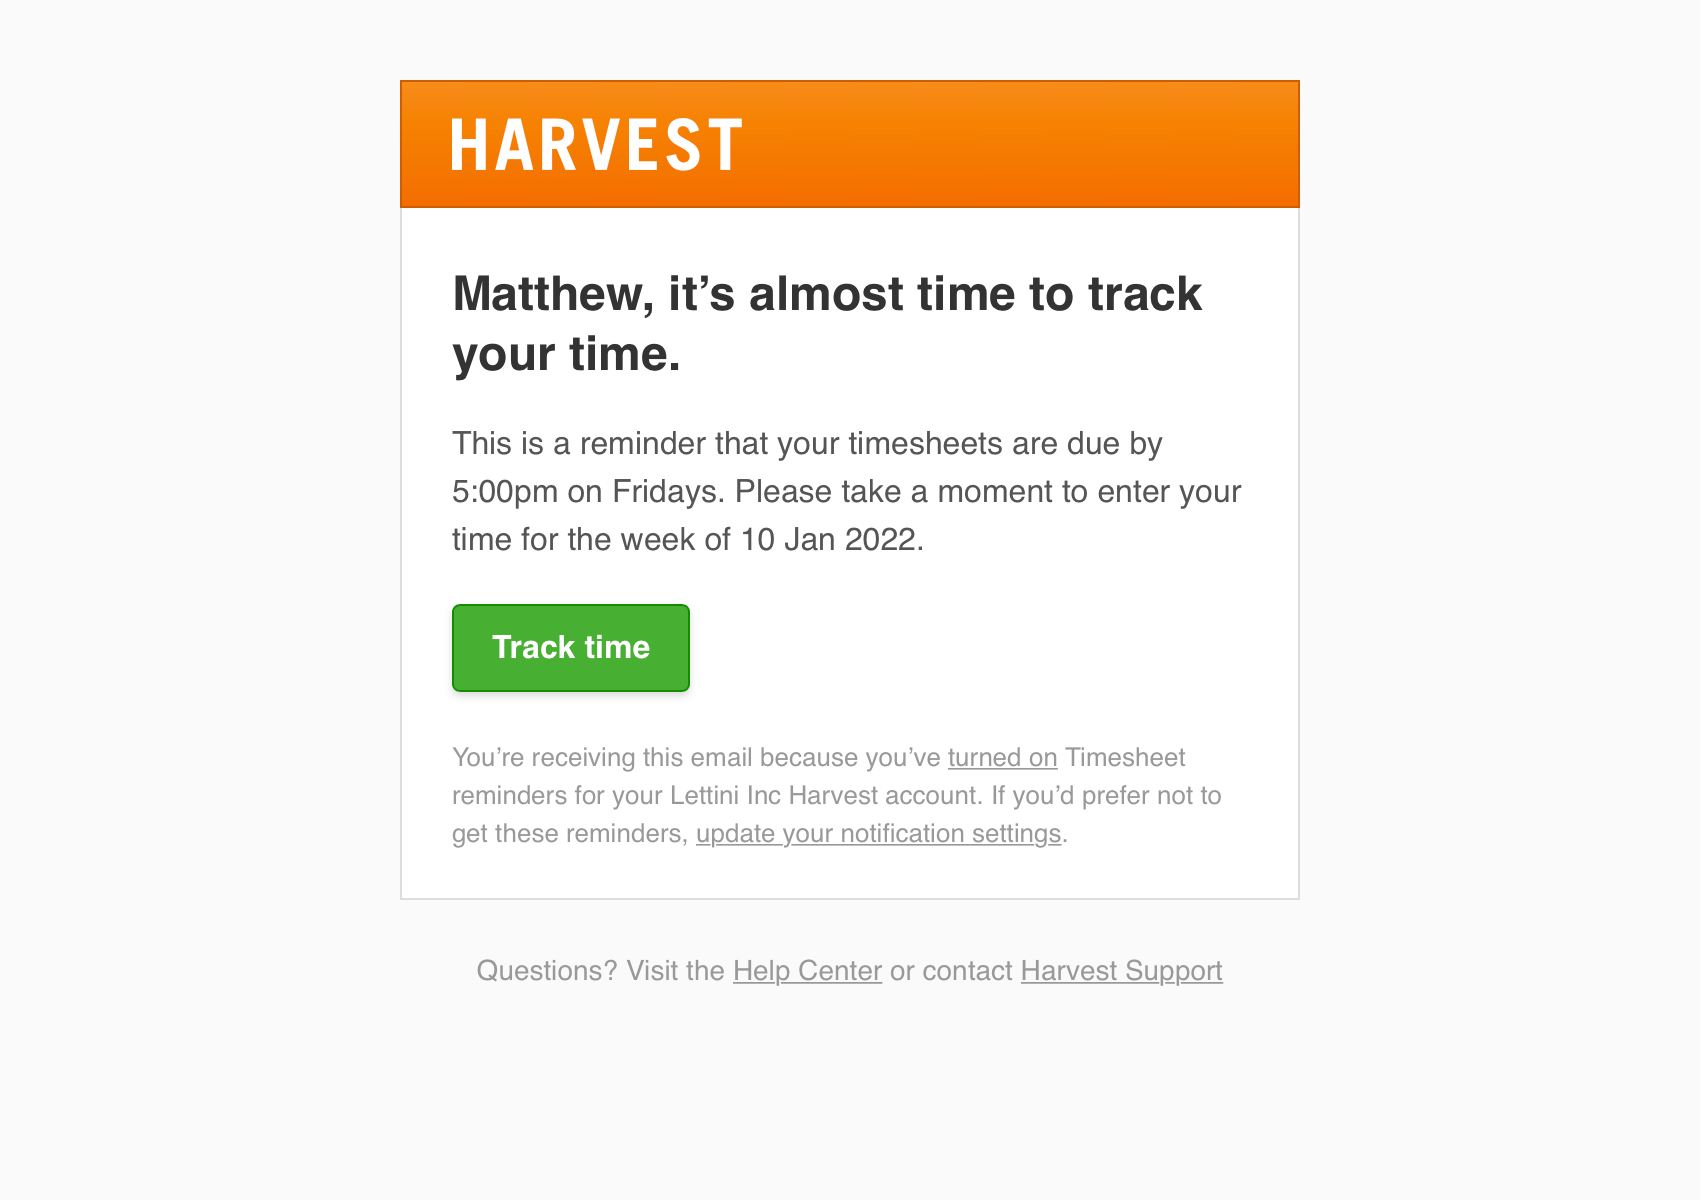 HARVEST
Matthew, it’s almost time to track
your time.
This is a reminder that your timesheets are due by
5:00pm on Fridays. Please take a moment to enter your
time for the week of 10 Jan 2022.
Track time
You’re receiving this email because you’ve turned on Timesheet
reminders for your Lettini Inc Harvest account. If you’d prefer not to
get these reminders, update your notification settings.
Questions? Visit the Help Center or contact Harvest Support